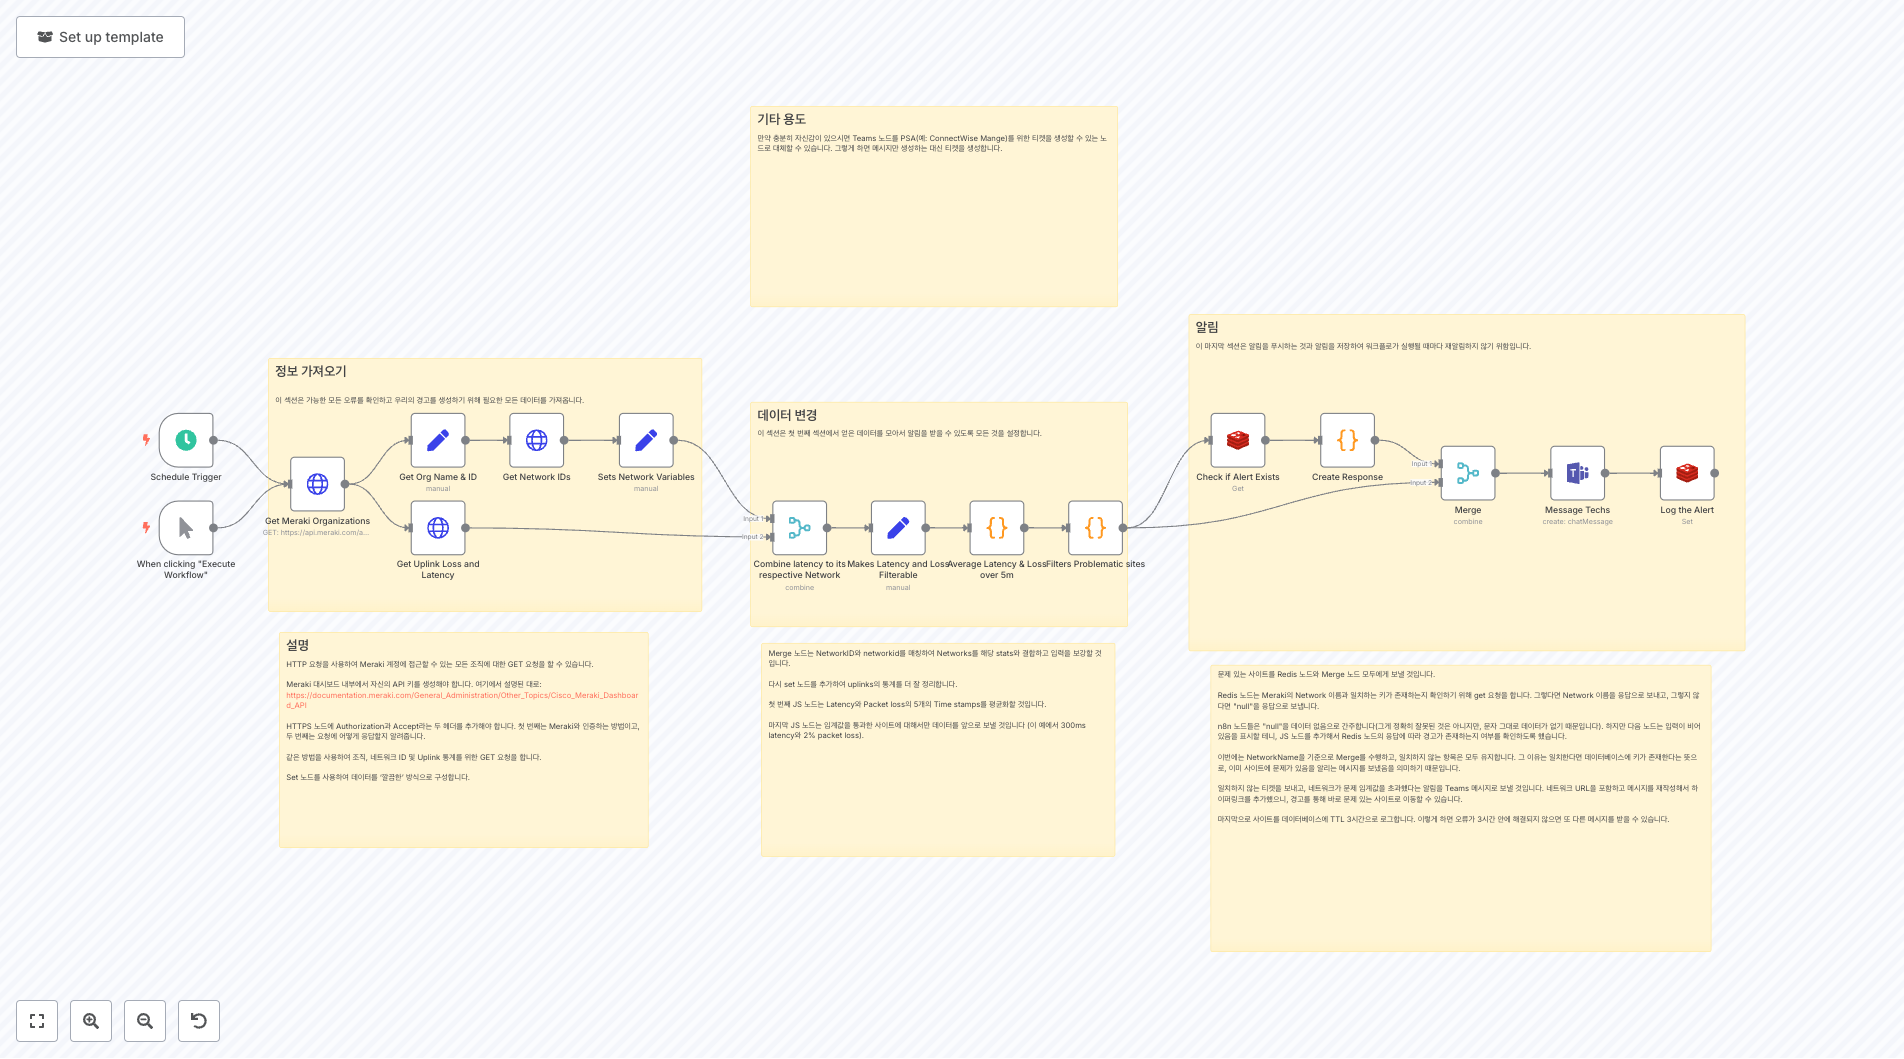 Set up template
기타 용도
만약 충분히 자신감이 있으시면 Teams 노드를 PSA(예: ConnectWise Mange)를 위한 티켓을 생성할 수 있는 노
드로 대체할 수 있습니다. 그렇게 하면 메시지만 생성하는 대신 티켓을 생성합니다.
정보 가져오기
이 섹션은 가능한 모든 오류를 확인하고 우리의 경고를 생성하기 위해 필요한 모든 데이터를 가져옵니다.
Schedule Trigger
When clicking "Execute
Workflow"
Get Meraki Organizations
GET: https://api.meraki.com/a...
Get Org Name & ID
manual
Get Network IDs
Sets Network Variables
manual
Get Uplink Loss and
Latency
데이터 변경
이 섹션은 첫 번째 섹션에서 얻은 데이터를 모아서 알림을 받을 수 있도록 모든 것을 설정합니다.
Input 1
Input 2
Combine latency to its
respective Network
combine
Makes Latency and Loss
Filterable
manual
Average Latency & Loss
over 5m
Filters Problematic sites
알림
이 마지막 섹션은 알림을 푸시하는 것과 알림을 저장하여 워크플로가 실행될 때마다 재알림하지 않기 위함입니다.
Check if Alert Exists
Get
Create Response
Input 1
Input 2
Merge
combine
Message Techs
create: chatMessage
Log the Alert
Set
설명
HTTP 요청을 사용하여 Meraki 계정에 접근할 수 있는 모든 조직에 대한 GET 요청을 할 수 있습니다.
Meraki 대시보드 내부에서 자신의 API 키를 생성해야 합니다. 여기에서 설명된 대로:
https://documentation.meraki.com/General_Administration/Other_Topics/Cisco_Meraki_Dashboar
d_API
HTTPS 노드에 Authorization과 Accept라는 두 헤더를 추가해야 합니다. 첫 번째는 Meraki와 인증하는 방법이고,
두 번째는 요청에 어떻게 응답할지 알려줍니다.
같은 방법을 사용하여 조직, 네트워크 ID 및 Uplink 통계를 위한 GET 요청을 합니다.
Set 노드를 사용하여 데이터를 '깔끔한' 방식으로 구성합니다.
Merge 노드는 NetworkID와 networkid를 매칭하여 Networks를 해당 stats와 결합하고 입력을 보강할 것
입니다.
다시 set 노드를 추가하여 uplinks의 통계를 더 잘 정리합니다.
첫 번째 JS 노드는 Latency와 Packet loss의 5개의 Time stamps를 평균화할 것입니다.
마지막 JS 노드는 임계값을 통과한 사이트에 대해서만 데이터를 앞으로 보낼 것입니다 (이 예에서 300ms
latency와 2% packet loss).
문제 있는 사이트를 Redis 노드와 Merge 노드 모두에게 보낼 것입니다.
Redis 노드는 Meraki의 Network 이름과 일치하는 키가 존재하는지 확인하기 위해 get 요청을 합니다. 그렇다면 Network 이름을 응답으로 보내고, 그렇지 않
다면 "null"을 응답으로 보냅니다.
n8n 노드들은 "null"을 데이터 없음으로 간주합니다(그게 정확히 잘못된 것은 아니지만, 문자 그대로 데이터가 없기 때문입니다). 하지만 다음 노드는 입력이 비어
있음을 표시할 테니, JS 노드를 추가해서 Redis 노드의 응답에 따라 경고가 존재하는지 여부를 확인하도록 했습니다.
이번에는 NetworkName을 기준으로 Merge를 수행하고, 일치하지 않는 항목은 모두 유지합니다. 그 이유는 일치한다면 데이터베이스에 키가 존재한다는 뜻으
로, 이미 사이트에 문제가 있음을 알리는 메시지를 보냈음을 의미하기 때문입니다.
일치하지 않는 티켓을 보내고, 네트워크가 문제 임계값을 초과했다는 알림을 Teams 메시지로 보낼 것입니다. 네트워크 URL을 포함하고 메시지를 재작성해서 하
이퍼링크를 추가했으니, 경고를 통해 바로 문제 있는 사이트로 이동할 수 있습니다.
마지막으로 사이트를 데이터베이스에 TTL 3시간으로 로그합니다. 이렇게 하면 오류가 3시간 안에 해결되지 않으면 또 다른 메시지를 받을 수 있습니다.